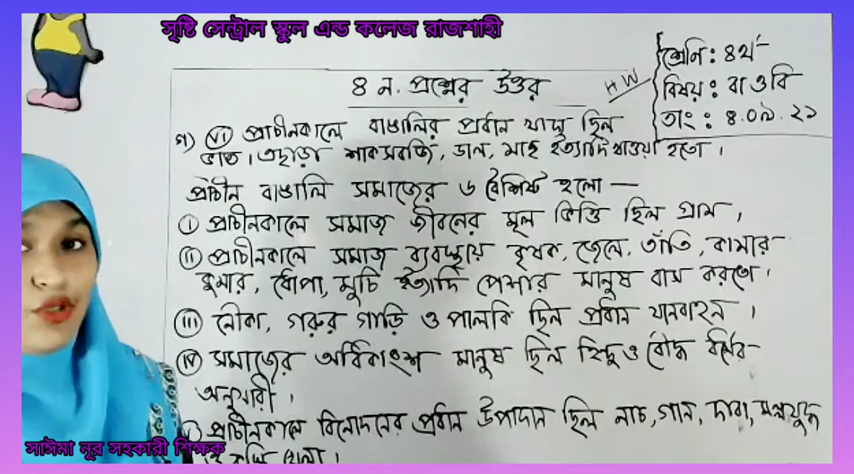 সৃষ্টি সেন্ট্রাল স্কুল এন্ড কলেজ রাজশাহী
শ্রেণি: ৪র্থ
বিষয়: বা ও বি
তাং: ৪.০৯.২১
HW
৪ ন. প্রশ্নের উত্তর
গ) (VI) প্রাচীনকালে বাঙালির প্রধান খাদ্য ছিল
ভাত। এছাড়া শাকসবজি, ডাল, মাছ ইত্যাদি খাওয়া হতো।
প্রাচীন বাঙালি সমাজের ৬ বৈশিষ্ট হলো —
(I) প্রাচীনকালে সমাজ জীবনের মূল ভিত্তি ছিল গ্রাম।
(II) প্রাচীনকালে সমাজ ব্যবস্থায় কৃষক, জেলে, তাঁতি, কামার
কুমার, ধোপা, মুচি ইত্যাদি পেশার মানুষ বাস করতো।
(III) নৌকা, গরুর গাড়ি ও পালকি ছিল প্রধান যানবাহন।
(IV) সমাজের অধিকাংশ মানুষ ছিল হিন্দু ও বৌদ্ধ ধর্মের
অনুসারী।
প্রাচীনকালে বিনোদনের প্রধান উপাদান ছিল নাচ, গান, দাবা, মল্লযুদ্ধ
খেলা।
সাঈমা নূর সহকারী শিক্ষক